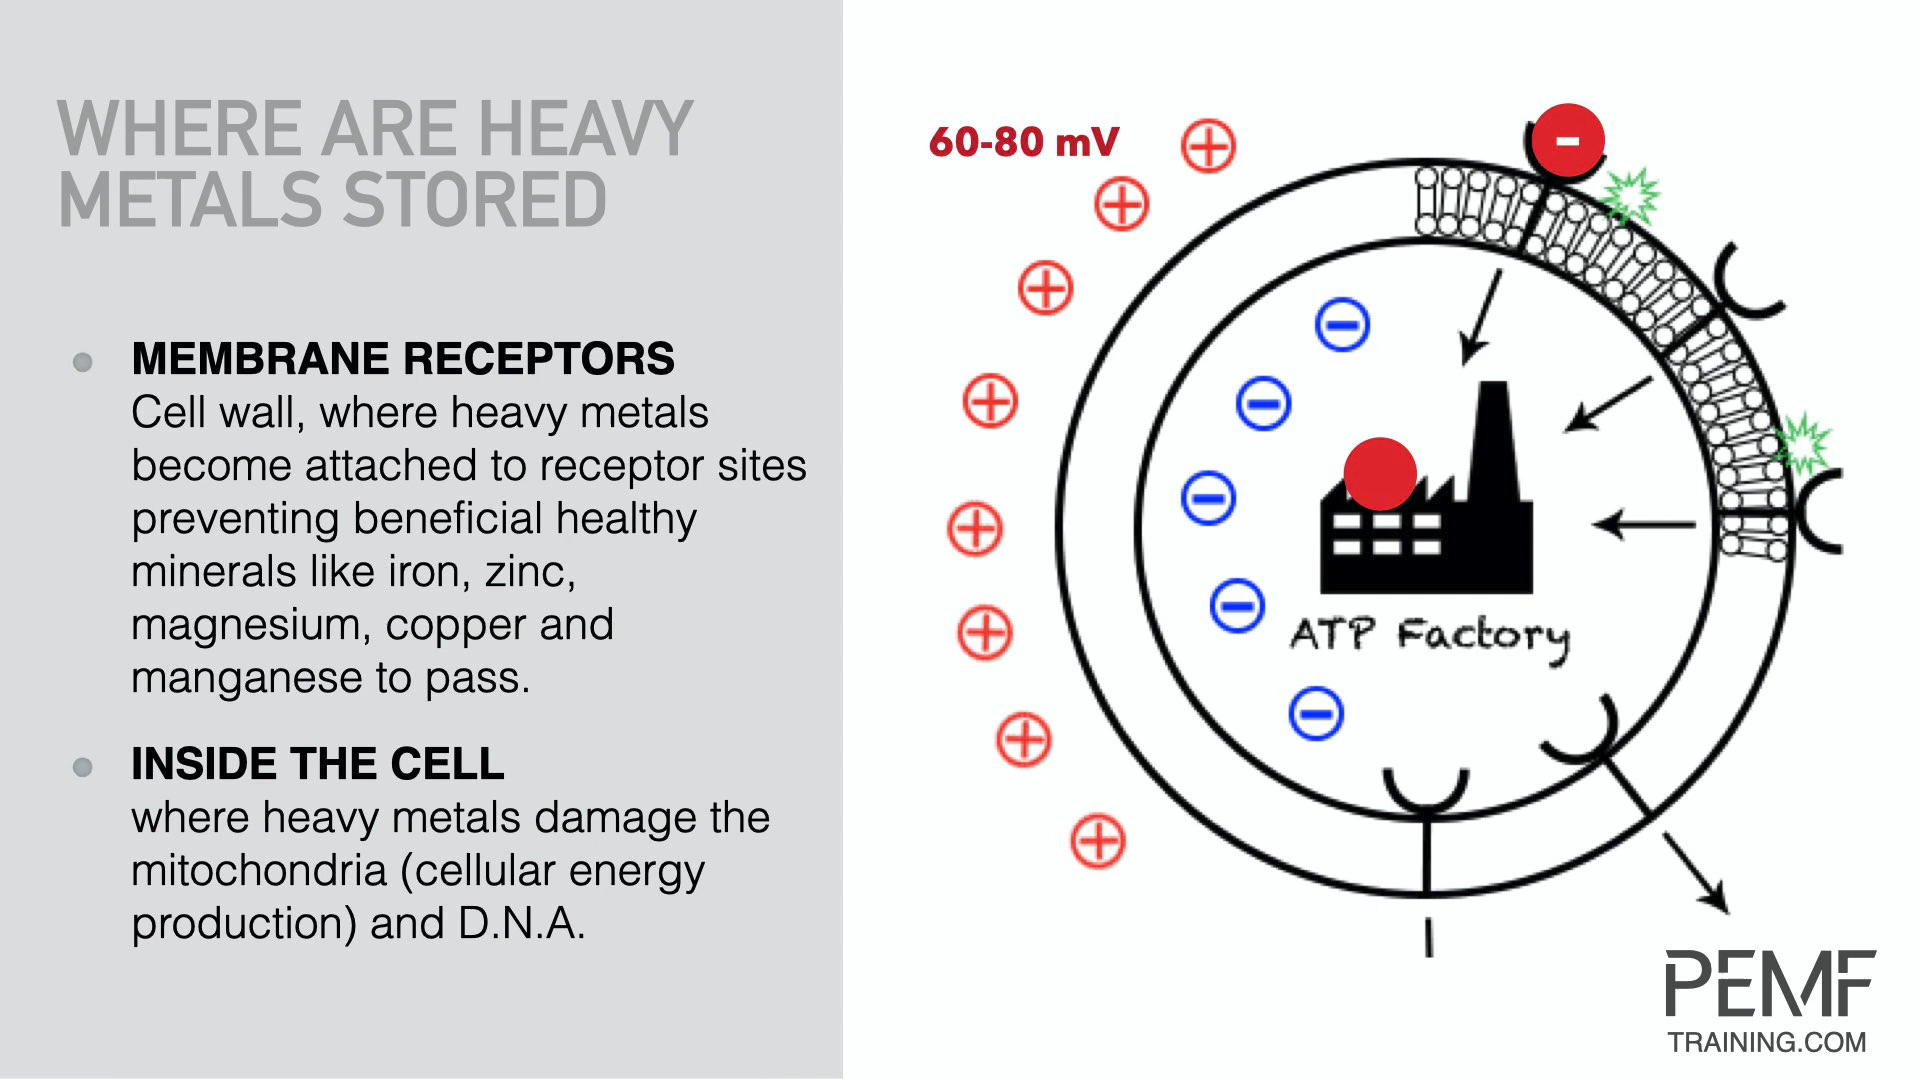 WHERE ARE HEAVY
METALS STORED
MEMBRANE RECEPTORS
Cell wall, where heavy metals
become attached to receptor sites
preventing beneficial healthy
minerals like iron, zinc,
magnesium, copper and
manganese to pass.
INSIDE THE CELL
where heavy metals damage the
mitochondria (cellular energy
production) and D.N.A.
60-80 mV
ATP Factory
PEMF
TRAINING.COM